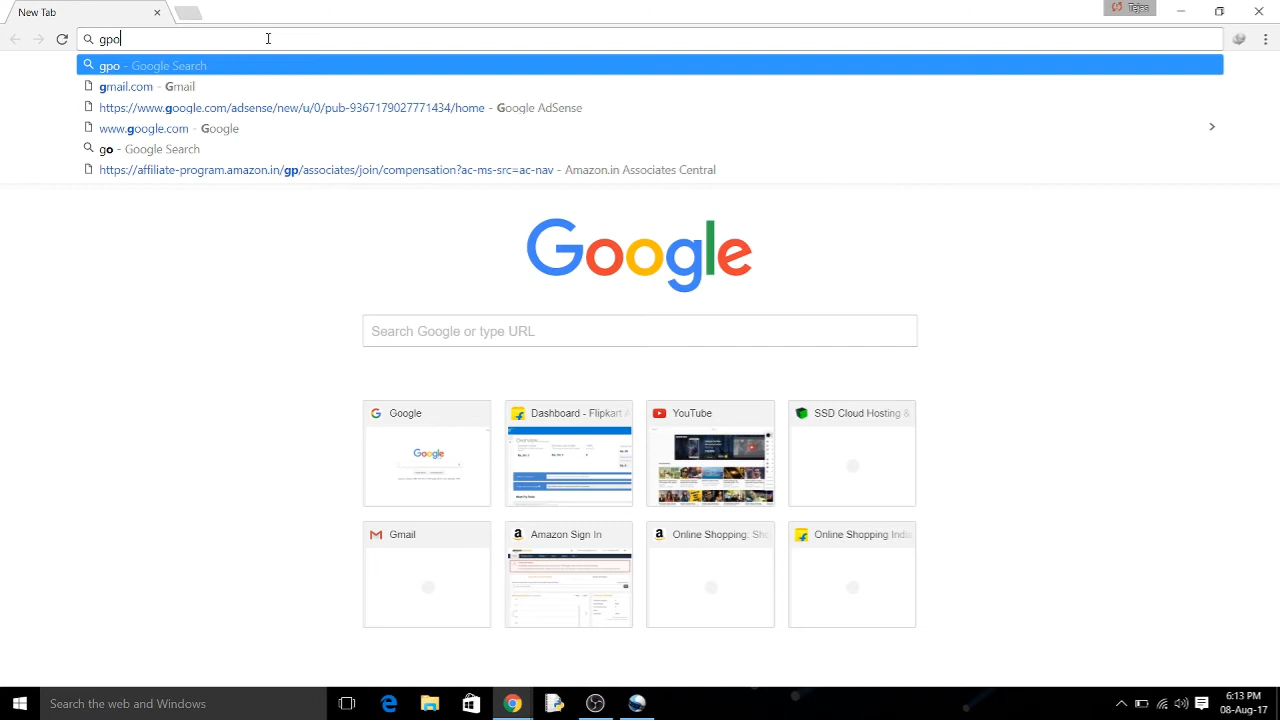 New Tab
Tejas
gpo
gpo - Google Search
gmail.com - Gmail
https://www.google.com/adsense/new/u/0/pub-9367179027771434/home - Google AdSense
www.google.com - Google
go - Google Search
https://affiliate-program.amazon.in/gp/associates/join/compensation?ac-ms-src=ac-nav - Amazon.in Associates Central
Google
Search Google or type URL
Google
Dashboard - Flipkart A
YouTube
SSD Cloud Hosting &
Google
Gmail
Amazon Sign In
Online Shopping: Sho
Online Shopping India
Search the web and Windows
6:13 PM
08-Aug-17